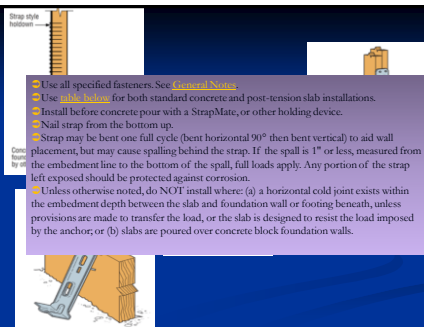 Strap style
holdown
Use all specified fasteners. See General Notes.
Use table below for both standard concrete and post-tension slab installations.
Install before concrete pour with a StrapMate, or other holding device.
Nail strap from the bottom up.
Strap may be bent one full cycle (bent horizontal 90° then bent vertical) to aid wall
placement, but may cause spalling behind the strap. If the spall is 1" or less, measured from
the embedment line to the bottom of the spall, full loads apply. Any portion of the strap
left exposed should be protected against corrosion.
Unless otherwise noted, do NOT install where: (a) a horizontal cold joint exists within
the embedment depth between the slab and foundation wall or footing beneath, unless
provisions are made to transfer the load, or the slab is designed to resist the load imposed
by the anchor; or (b) slabs are poured over concrete block foundation walls.